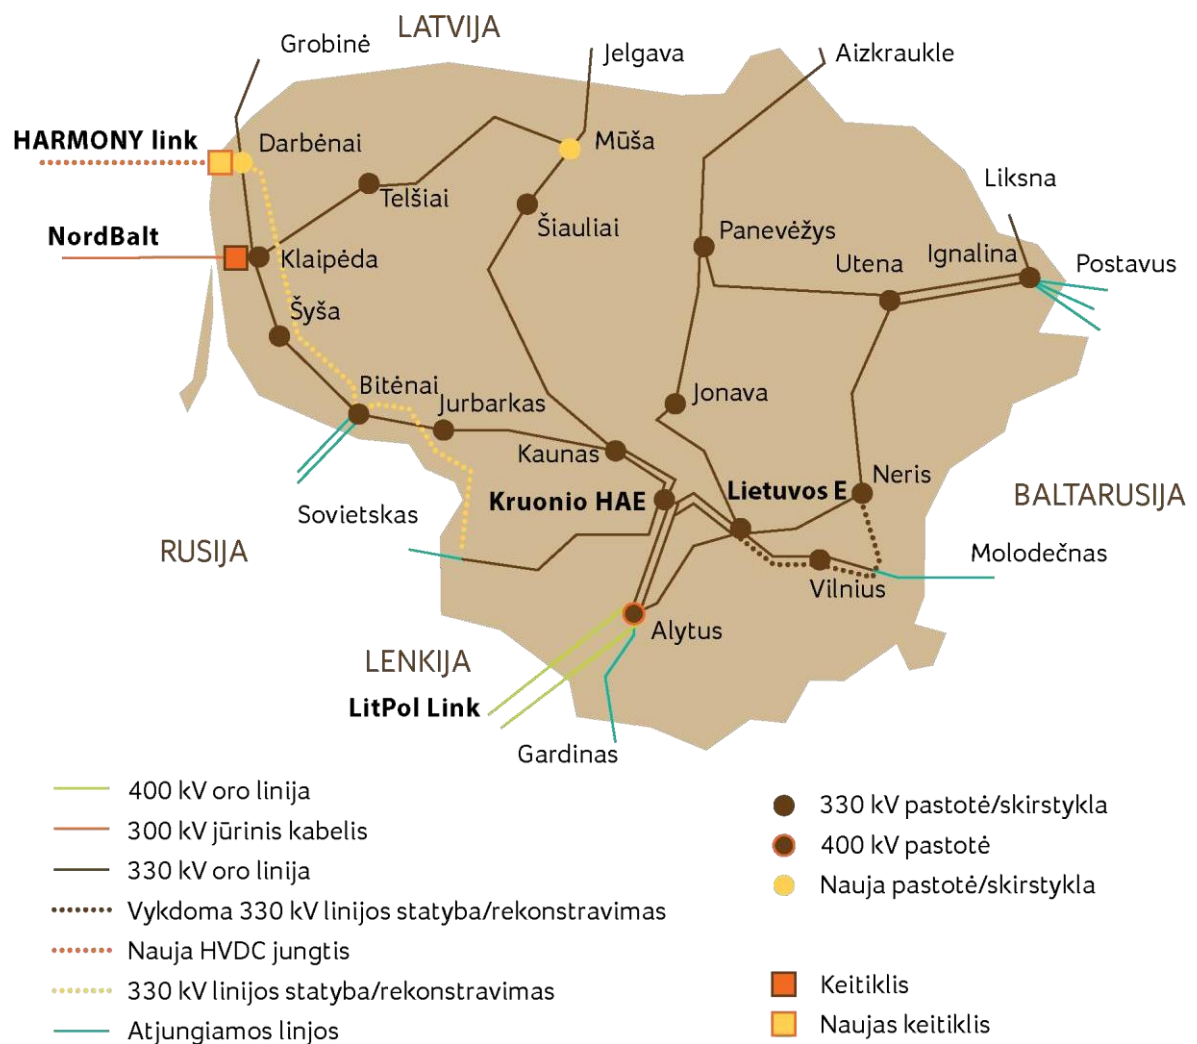 LATVIJA
Grobinė
Jelgava
Aizkraukle
HARMONY link
Darbėnai
Mūša
Telšiai
Liksna
Šiauliai
NordBalt
Klaipėda
Panevėžys
Utena
Ignalina
Postavus
Šyša
Bitėnai
Jurbarkas
Jonava
Kaunas
Neris
Kruonio HAE
Lietuvos E
BALTARUSIJA
Sovietskas
RUSIJA
Molodečnas
Vilnius
Alytus
LENKIJA
LitPol Link
Gardinas
400 kV oro linija
300 kV jūrinis kabelis
330 kV oro linija
Vykdoma 330 kV linijos statyba/rekonstravimas
Nauja HVDC jungtis
330 kV linijos statyba/rekonstravimas
Atjungiamos linjos
330 kV pastotė/skirstykla
400 kV pastotė
Nauja pastotė/skirstykla
Keitiklis
Naujas keitiklis